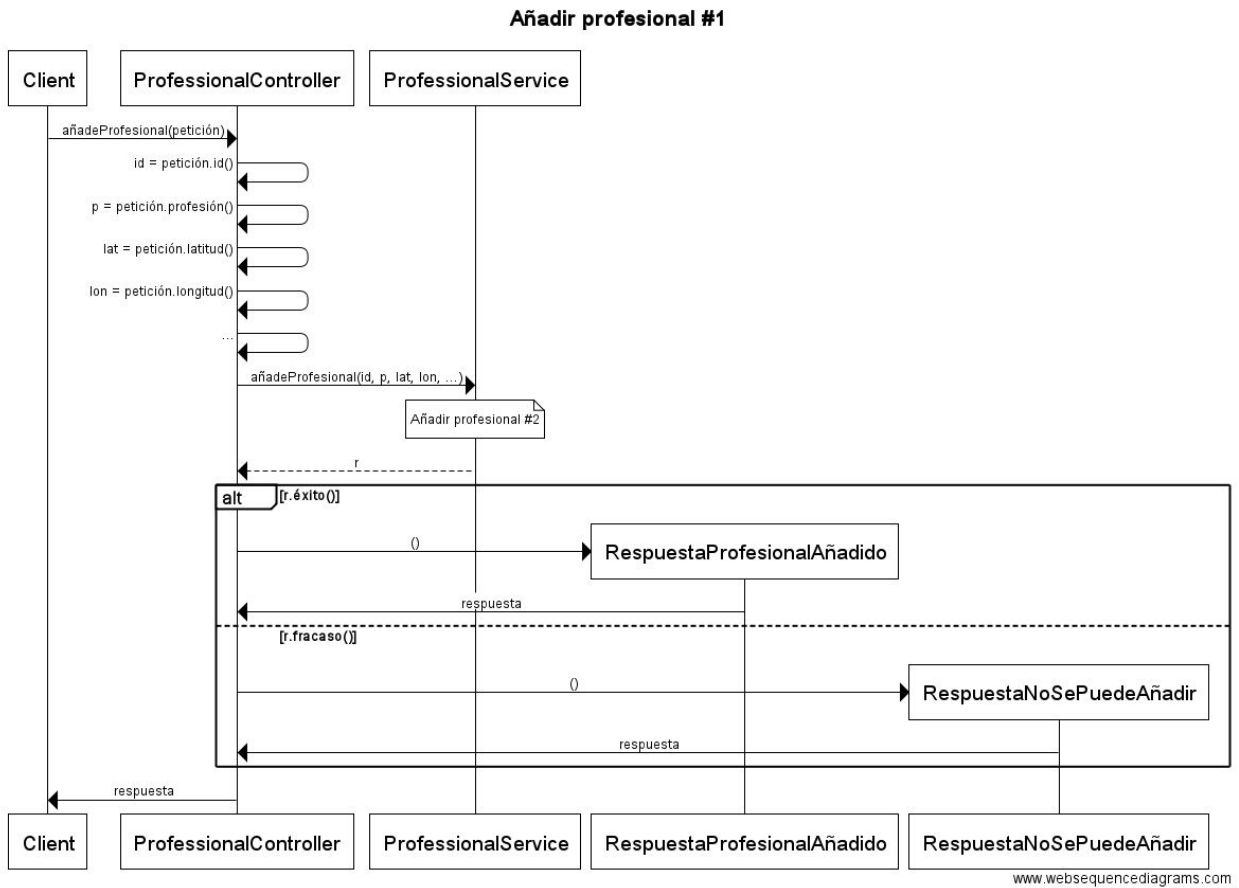 Añadir profesional #1
Client
ProfessionalController
ProfessionalService
añadeProfesional(petición)
id = petición.id()
p = petición.profesión()
lat = petición.latitud()
lon = petición.longitud()
...
añadeProfesional(id, p, lat, lon, ...)
Añadir profesional #2
r
alt
[r.éxito()]
()
RespuestaProfesionalAñadido
respuesta
[r.fracaso()]
()
RespuestaNoSePuedeAñadir
respuesta
respuesta
Client
ProfessionalController
ProfessionalService
RespuestaProfesionalAñadido
RespuestaNoSePuedeAñadir
www.websequencediagrams.com